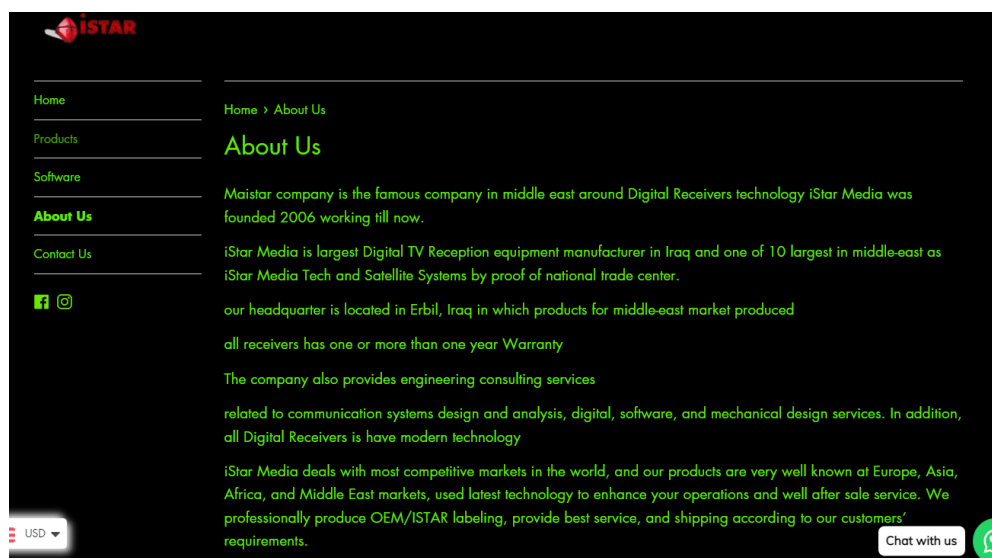 iSTAR
Home
Products
Software
About Us
Contact Us
Home › About Us
About Us
Maistar company is the famous company in middle east around Digital Receivers technology iStar Media was
founded 2006 working till now.
iStar Media is largest Digital TV Reception equipment manufacturer in Iraq and one of 10 largest in middle-east as
iStar Media Tech and Satellite Systems by proof of national trade center.
our headquarter is located in Erbil, Iraq in which products for middle-east market produced
all receivers has one or more than one year Warranty
The company also provides engineering consulting services
related to communication systems design and analysis, digital, software, and mechanical design services. In addition,
all Digital Receivers is have modern technology
iStar Media deals with most competitive markets in the world, and our products are very well known at Europe, Asia,
Africa, and Middle East markets, used latest technology to enhance your operations and well after sale service. We
professionally produce OEM/ISTAR labeling, provide best service, and shipping according to our customers’
requirements.
USD
Chat with us